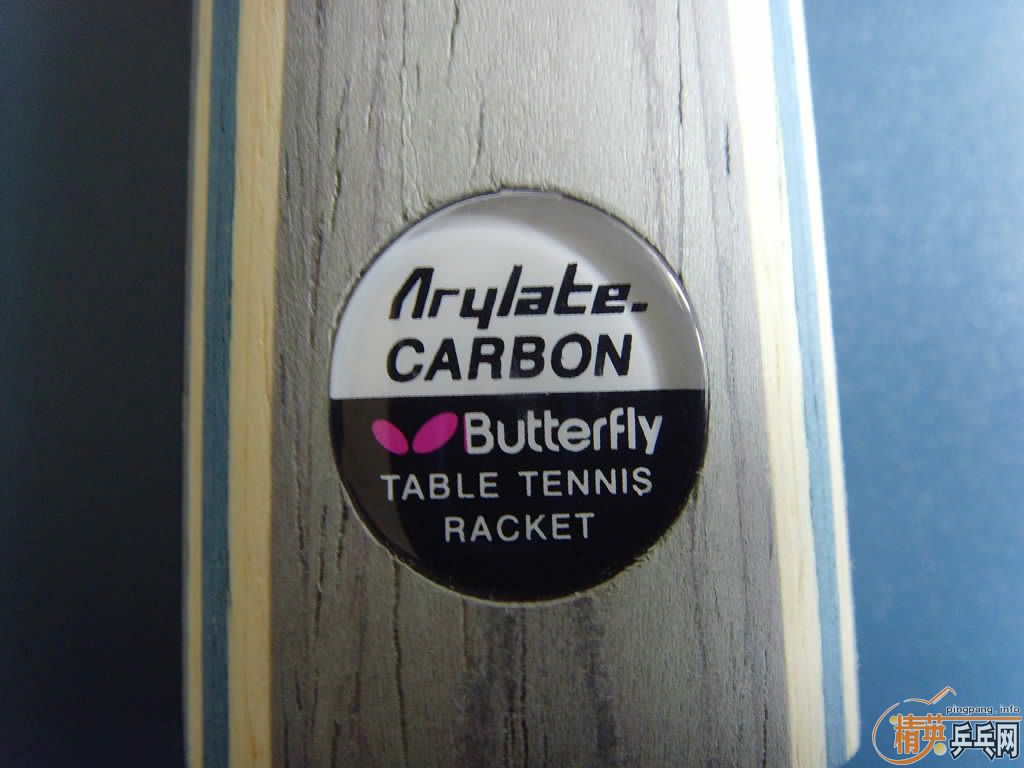 Arylate.
CARBON
Butterfly
TABLE TENNIS
RACKET
pingpang.info
精英乒乓网